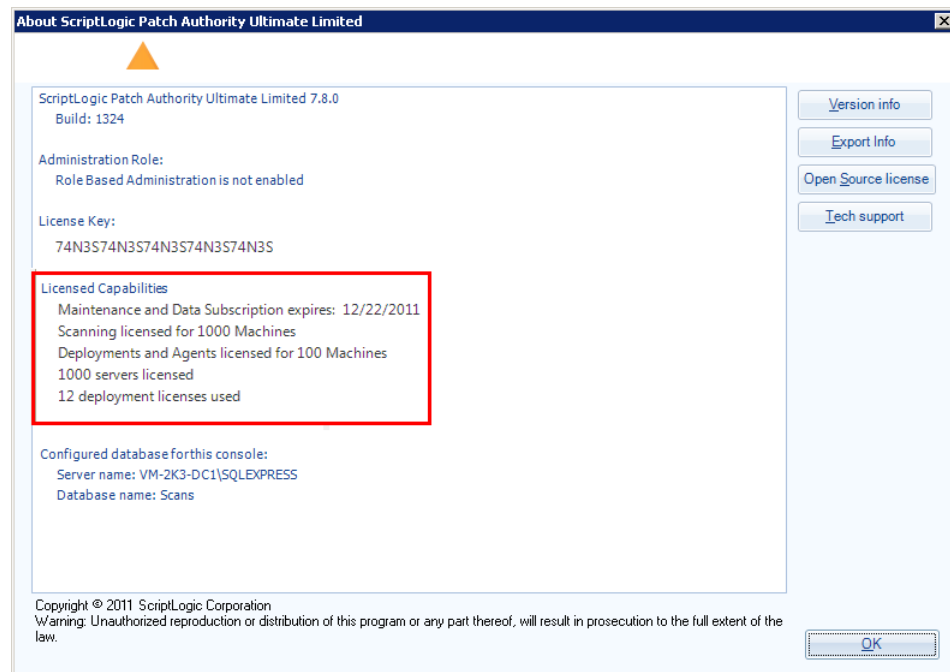 About ScriptLogic Patch Authority Ultimate Limited
ScriptLogic Patch Authority Ultimate Limited 7.8.0
Build: 1324
Administration Role:
Role Based Administration is not enabled
License Key:
74N3S74N3S74N3S74N3S74N3S
Licensed Capabilities
Maintenance and Data Subscription expires: 12/22/2011
Scanning licensed for 1000 Machines
Deployments and Agents licensed for 100 Machines
1000 servers licensed
12 deployment licenses used
Configured database forthis console:
Server name: VM-2K3-DC1\SQLEXPRESS
Database name: Scans
Version info
Export Info
Open Source license
Tech support
Copyright © 2011 ScriptLogic Corporation
Warning: Unauthorized reproduction or distribution of this program or any part thereof, will result in prosecution to the full extent of the
law.
OK